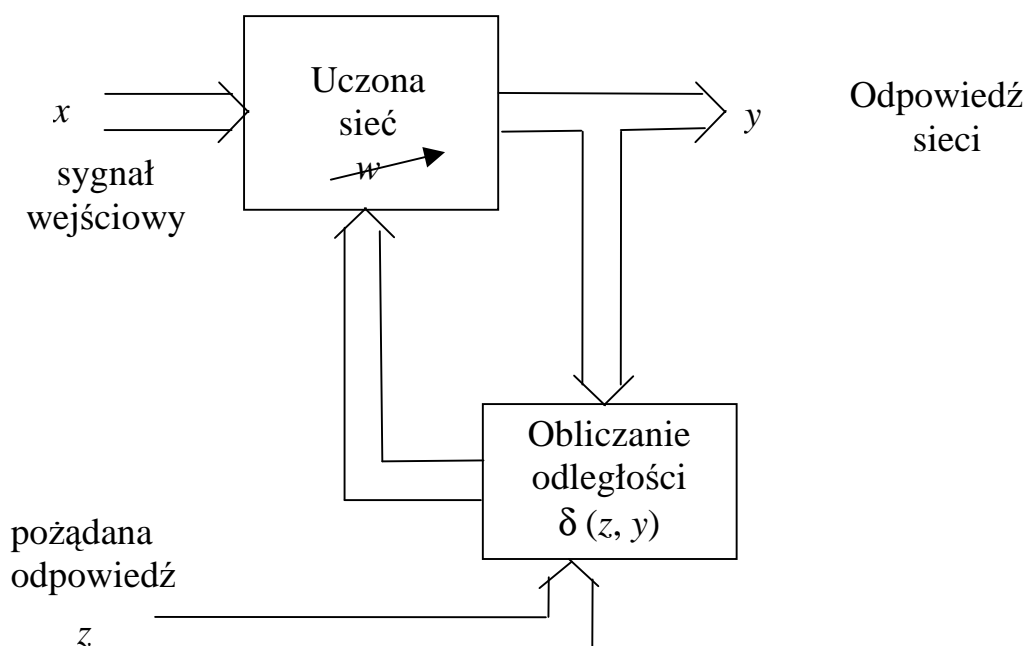 Uczona
sieć
w
x
sygnał
wejściowy
y
Odpowiedź
sieci
Obliczanie
odległości
δ (z, y)
pożądana
odpowiedź
z